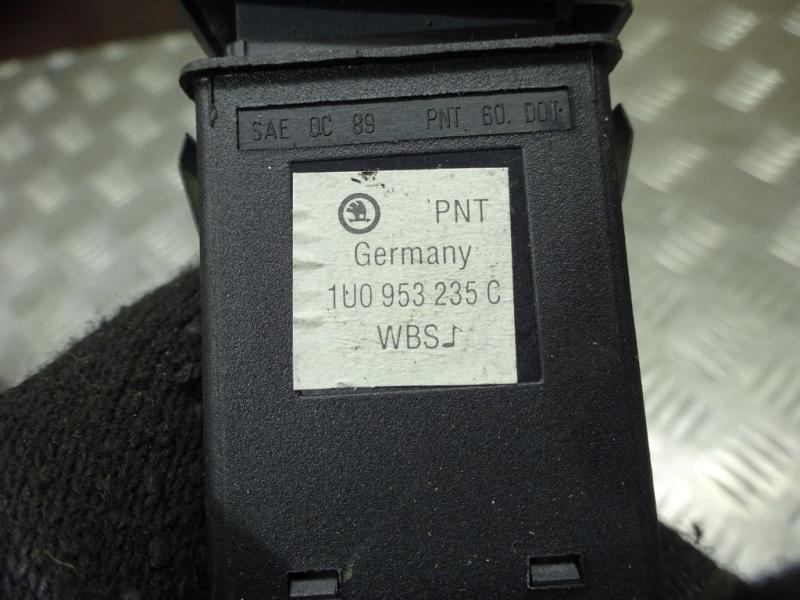 SAE QC 89 PNT 60. DOT
PNT
Germany
1U0 953 235 C
WBS♪